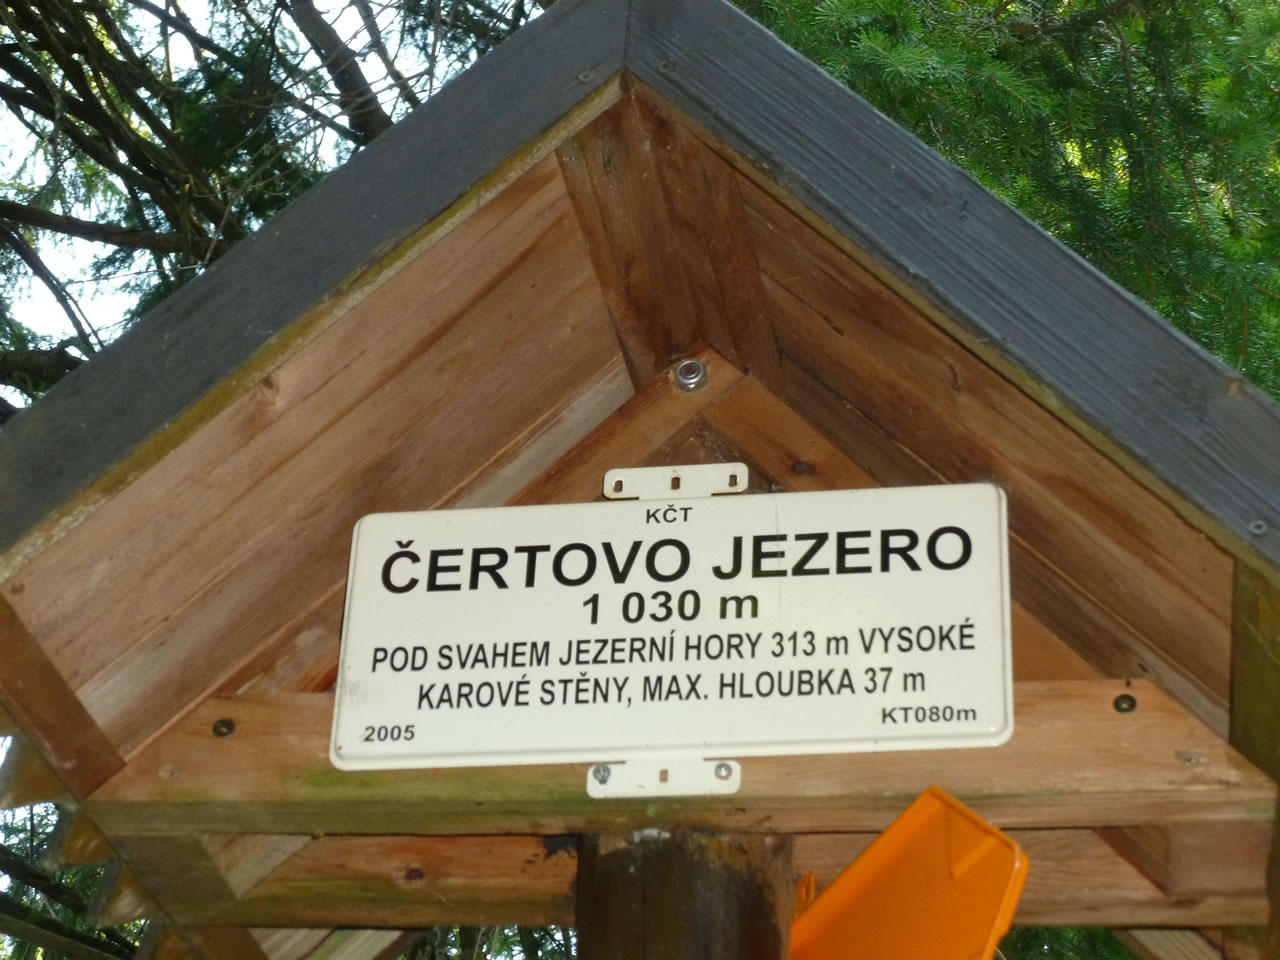 KČT
ČERTOVO JEZERO
1 030 m
POD SVAHEM JEZERNÍ HORY 313 m VYSOKÉ
KAROVÉ STĚNY, MAX. HLOUBKA 37 m
2005 KT080m